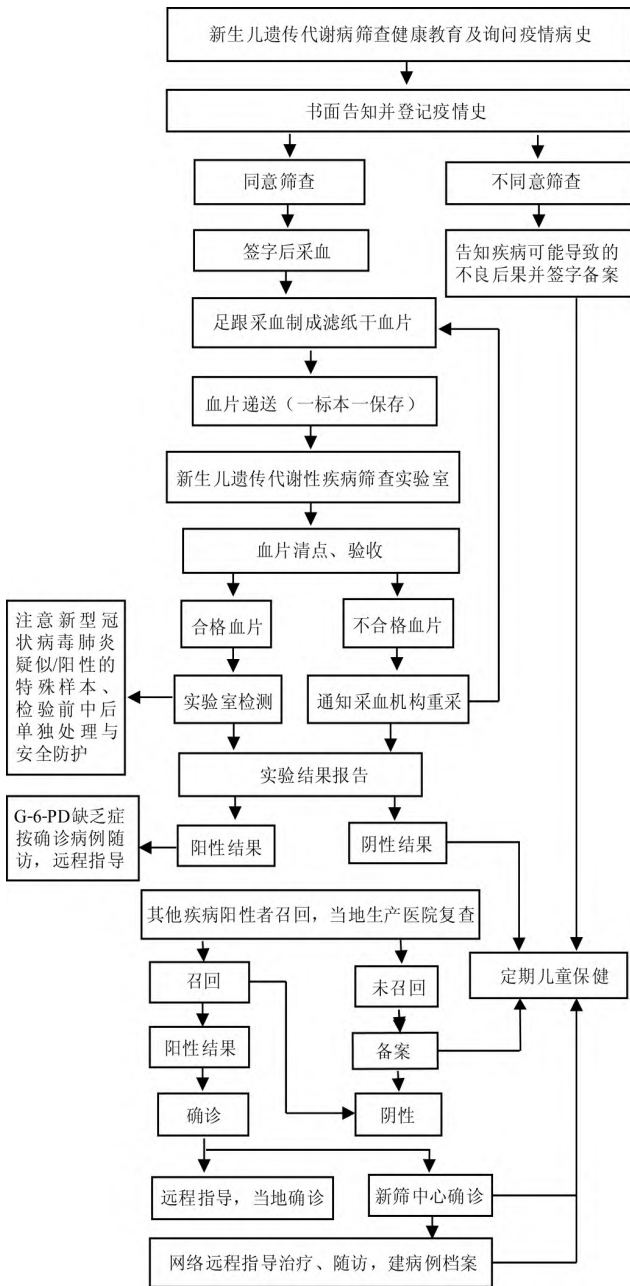 新生儿遗传代谢病筛查健康教育及询问疫情病史
书面告知并登记疫情史
同意筛查
不同意筛查
签字后采血
告知疾病可能导致的
不良后果并签字备案
足跟采血制成滤纸干血片
血片递送（一标本一保存）
新生儿遗传代谢性疾病筛查实验室
血片清点、验收
合格血片
不合格血片
注意新型冠
状病毒肺炎
疑似/阳性的
特殊样本、
检验前中后
单独处理与
安全防护
实验室检测
通知采血机构重采
实验结果报告
G-6-PD缺乏症
按确诊病例随
访，远程指导
阳性结果
阴性结果
其他疾病阳性者召回，当地生产医院复查
召回
未召回
定期儿童保健
阳性结果
备案
确诊
阴性
远程指导，当地确诊
新筛中心确诊
网络远程指导治疗、随访，建病例档案